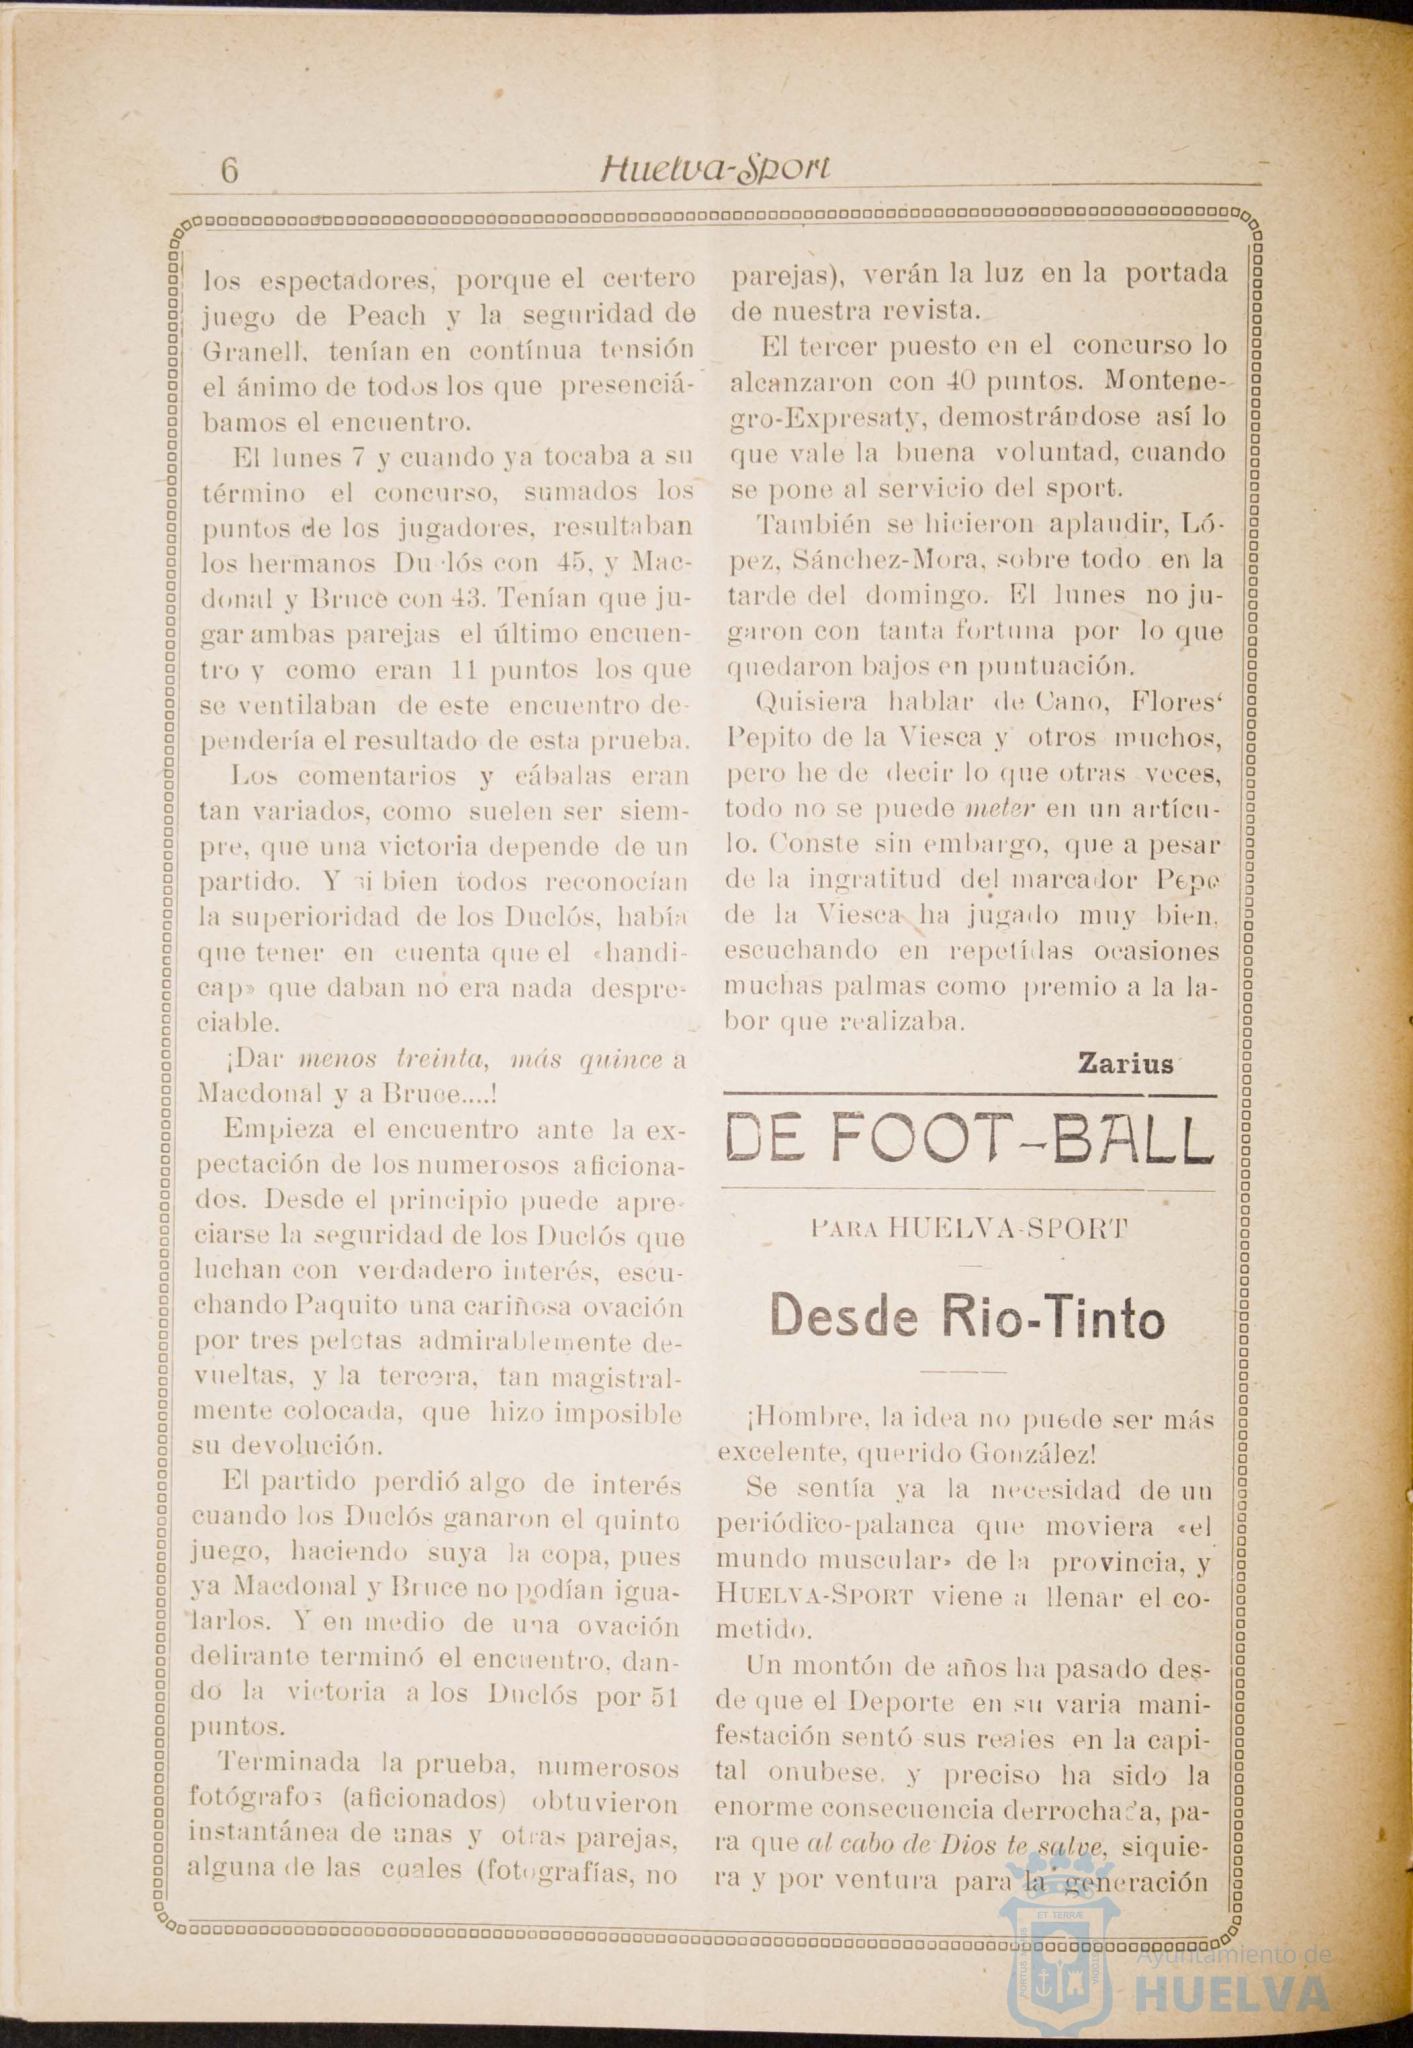 6
Huelva-Sport
los espectadores, porque el certero
juego de Peach y la seguridad de
Granell, tenían en contínua tensión
el ánimo de todos los que presenciá-
bamos el encuentro.
El lunes 7 y cuando ya tocaba a su
término el concurso, sumados los
puntos de los jugadores, resultaban
los hermanos Du lós con 45, y Mac-
donal y Bruce con 43. Tenían que ju-
gar ambas parejas el último encuen-
tro y como eran 11 puntos los que
se ventilaban de este encuentro de-
pendería el resultado de esta prueba.
Los comentarios y cábalas eran
tan variados, como suelen ser siem-
pre, que una victoria depende de un
partido. Y si bien todos reconocían
la superioridad de los Duclós, había
que tener en cuenta que el «handi-
cap» que daban no era nada despre-
ciable.
¡Dar menos treinta, más quince a
Macdonal y a Bruce....!
Empieza el encuentro ante la ex-
pectación de los numerosos aficiona-
dos. Desde el principio puede apre-
ciarse la seguridad de los Duclós que
luchan con verdadero interés, escu-
chando Paquito una cariñosa ovación
por tres pelotas admirablemente de-
vueltas, y la tercera, tan magistral-
mente colocada, que hizo imposible
su devolución.
El partido perdió algo de interés
cuando los Duclós ganaron el quinto
juego, haciendo suya la copa, pues
ya Macdonal y Bruce no podían igua-
larlos. Y en medio de una ovación
delirante terminó el encuentro, dan-
do la victoria a los Duclós por 51
puntos.
Terminada la prueba, numerosos
fotógrafos (aficionados) obtuvieron
instantánea de unas y otras parejas,
alguna de las cuales (fotografías, no
parejas), verán la luz en la portada
de nuestra revista.
El tercer puesto en el concurso lo
alcanzaron con 40 puntos. Montene-
gro-Expresaty, demostrándose así lo
que vale la buena voluntad, cuando
se pone al servicio del sport.
También se hicieron aplaudir, Ló-
pez, Sánchez-Mora, sobre todo en la
tarde del domingo. El lunes no ju-
garon con tanta fortuna por lo que
quedaron bajos en puntuación.
Quisiera hablar de Cano, Flores‘
Pepito de la Viesca y otros muchos,
pero he de decir lo que otras veces,
todo no se puede meter en un artícu-
lo. Conste sin embargo, que a pesar
de la ingratitud del marcador Pepe
de la Viesca ha jugado muy bien,
escuchando en repetídas ocasiones
muchas palmas como premio a la la-
bor que realizaba.
Zarius
DE FOOT-BALL
PARA HUELVA-SPORT
Desde Rio-Tinto
¡Hombre, la idea no puede ser más
excelente, querido González!
Se sentía ya la necesidad de un
periódico-palanca que moviera «el
mundo muscular» de la provincia, y
HUELVA-SPORT viene a llenar el co-
metido.
Un montón de años ha pasado des-
de que el Deporte en su varia mani-
festación sentó sus reales en la capi-
tal onubese, y preciso ha sido la
enorme consecuencia derrochada, pa-
ra que al cabo de Dios te salve, siquie-
ra y por ventura para la generación
ET TERRÆ
PORTUS MARIS
CUSTODIA
Ayuntamiento de
HUELVA